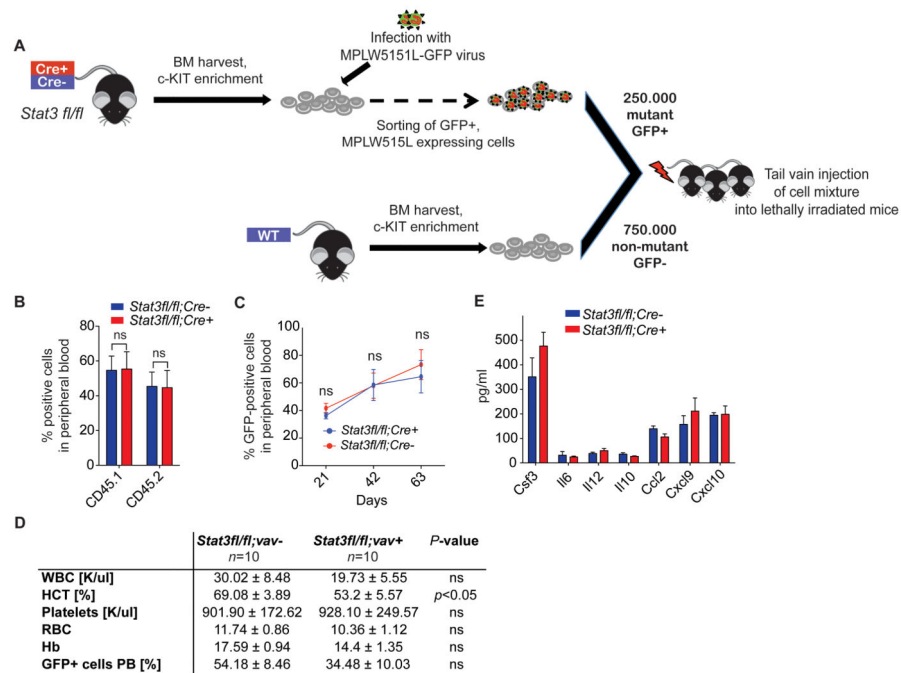 A
Cre+
Cre-
Stat3 fl/fl
BM harvest,
c-KIT enrichment
Infection with
MPLW5151L-GFP virus
Sorting of GFP+,
MPLW515L expressing cells
250.000
mutant
GFP+
Tail vain injection
of cell mixture
into lethally irradiated mice
WT
BM harvest,
c-KIT enrichment
750.000
non-mutant
GFP-
B
Stat3fl/fl;Cre-
Stat3fl/fl;Cre+
% positive cells
in peripheral blood
80
60
40
20
0
ns
ns
CD45.1
CD45.2
C
% GFP-positive cells
in peripheral blood
100
80
60
40
20
0
ns
ns
ns
Stat3fl/fl;Cre+
Stat3fl/fl;Cre-
21
42
63
Days
E
Stat3fl/fl;Cre-
Stat3fl/fl;Cre+
pg/ml
600
500
400
300
200
100
0
Csf3
Il6
Il12
Il10
Ccl2
Cxcl9
Cxcl10
D
Stat3fl/fl;vav- Stat3fl/fl;vav+ P-value
n=10 n=10
WBC [K/ul] 30.02 ± 8.48 19.73 ± 5.55 ns
HCT [%] 69.08 ± 3.89 53.2 ± 5.57 p<0.05
Platelets [K/ul] 901.90 ± 172.62 928.10 ± 249.57 ns
RBC 11.74 ± 0.86 10.36 ± 1.12 ns
Hb 17.59 ± 0.94 14.4 ± 1.35 ns
GFP+ cells PB [%] 54.18 ± 8.46 34.48 ± 10.03 ns